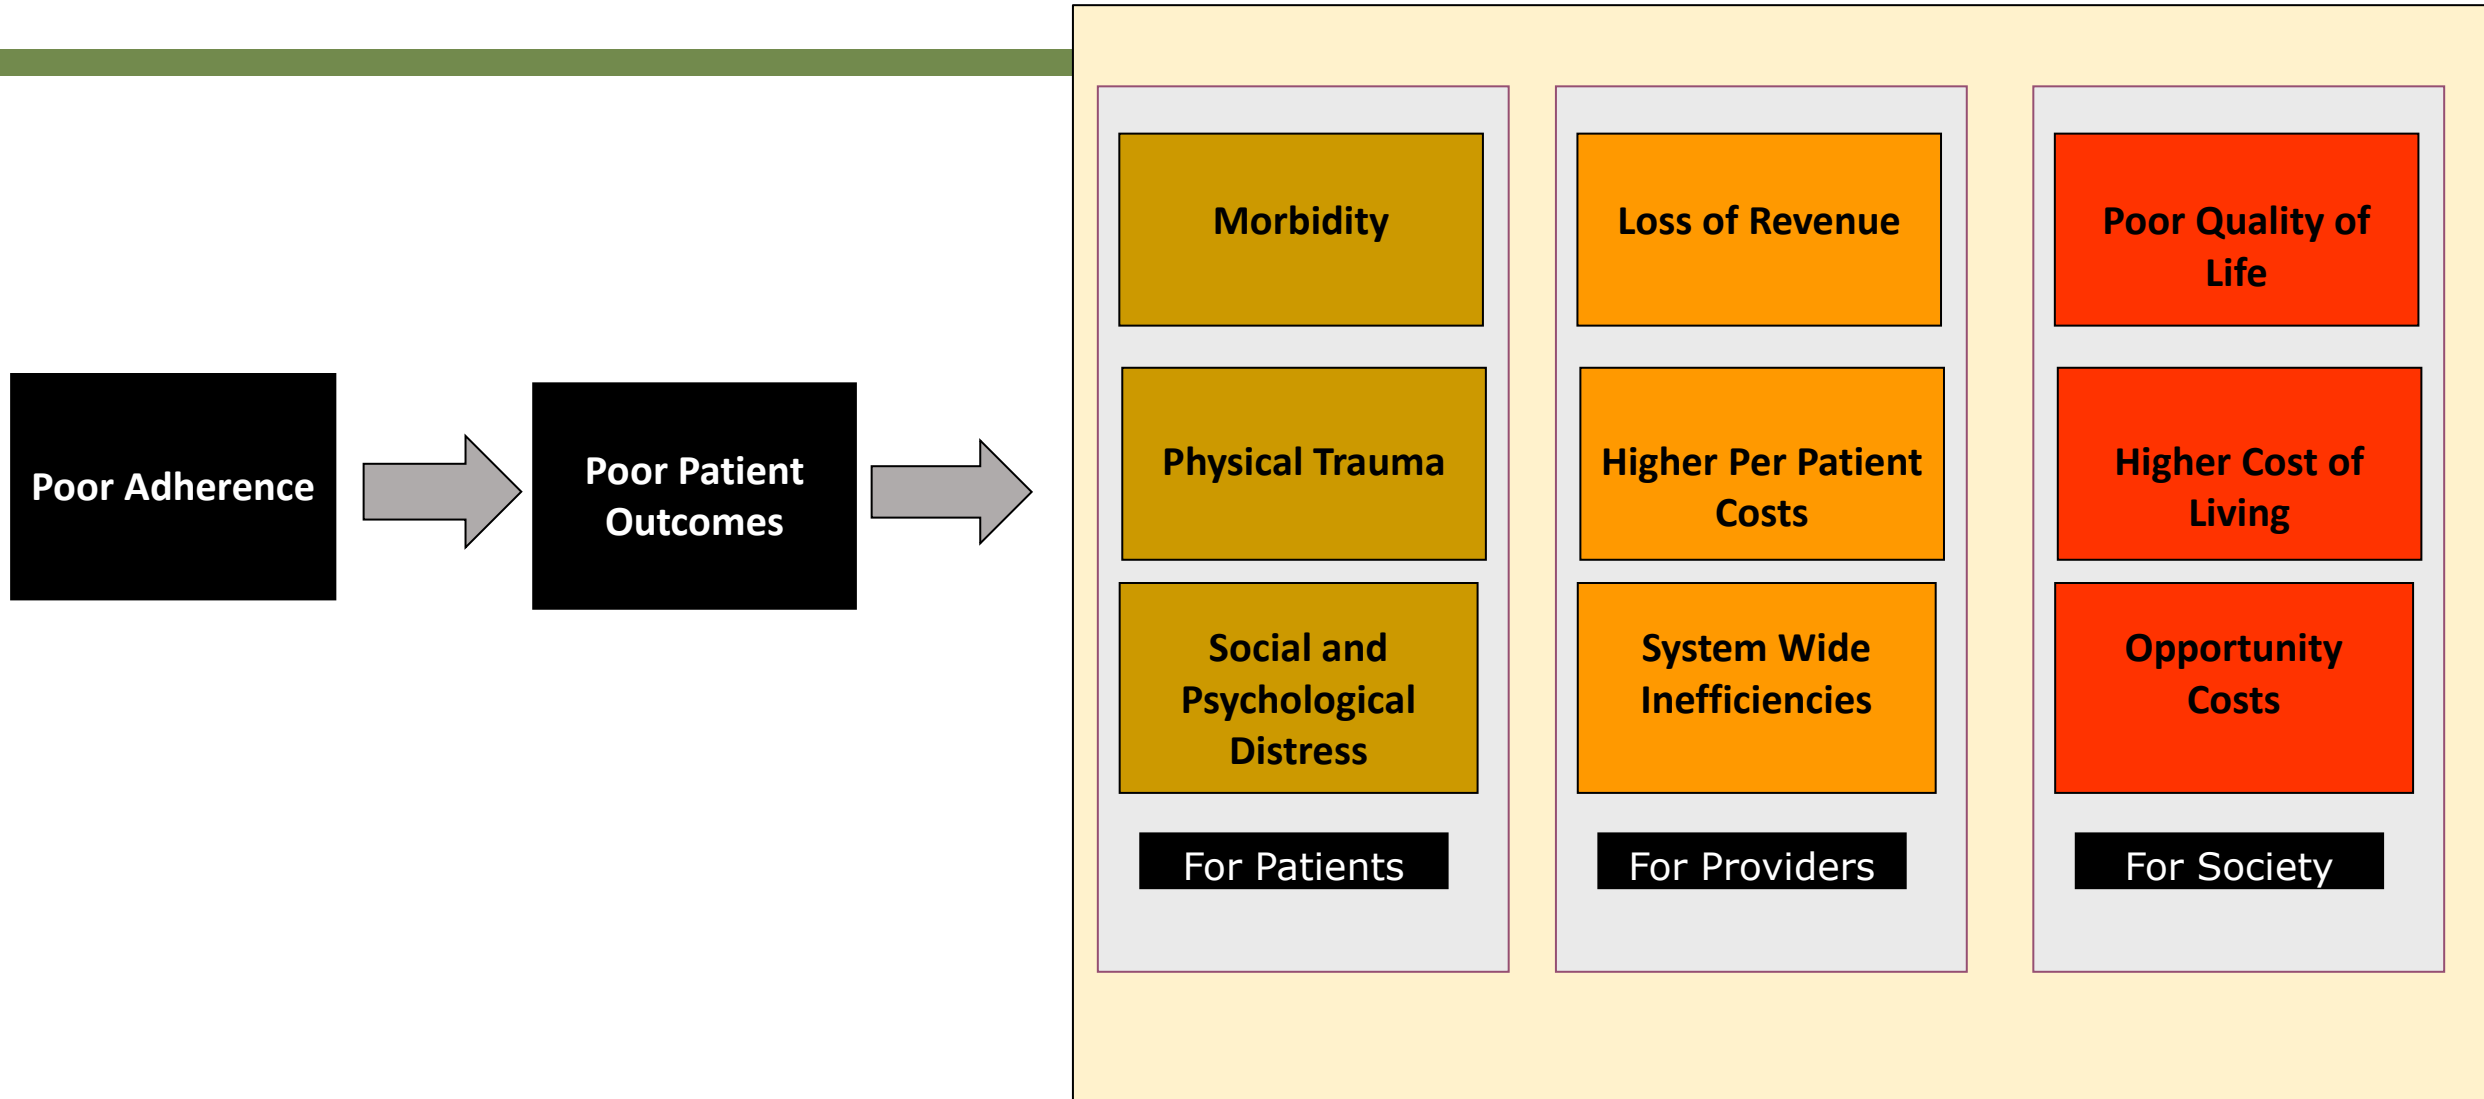 Poor Adherence
Poor Patient
Outcomes
Morbidity
Physical Trauma
Social and
Psychological
Distress
For Patients
Loss of Revenue
Higher Per Patient
Costs
System Wide
Inefficiencies
For Providers
Poor Quality of
Life
Higher Cost of
Living
Opportunity
Costs
For Society